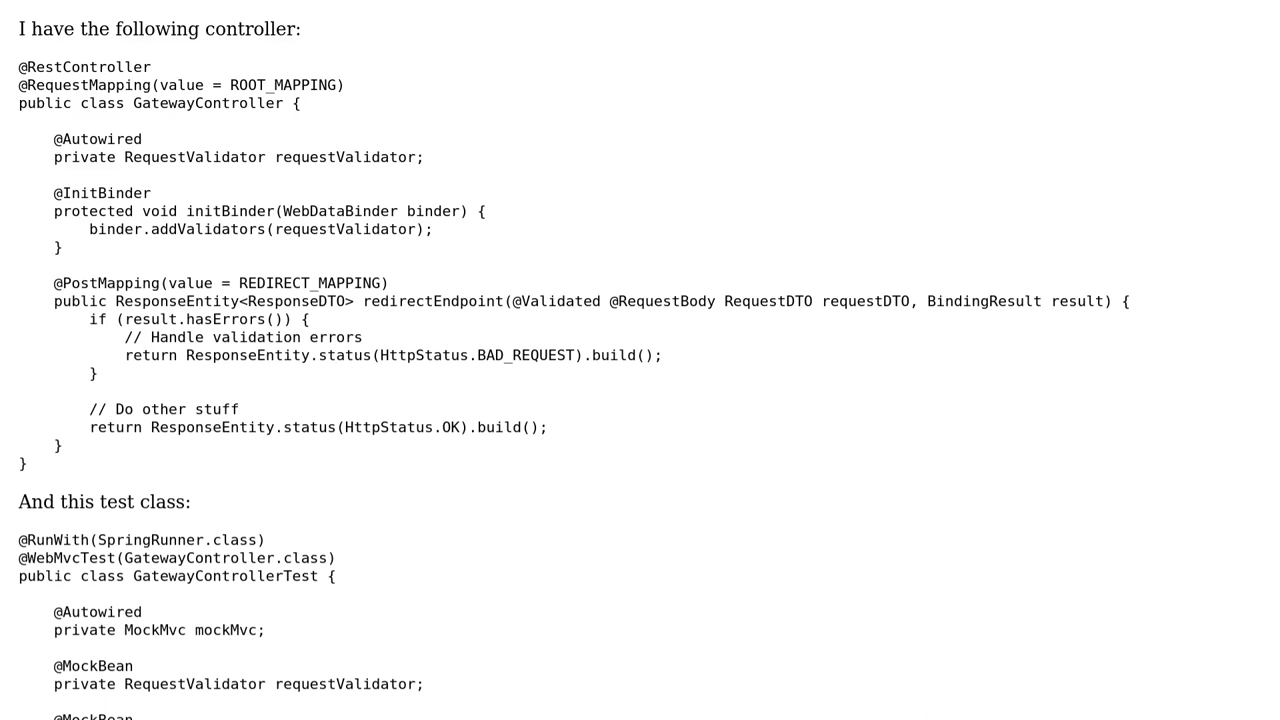 I have the following controller:
@RestController
@RequestMapping(value = ROOT_MAPPING)
public class GatewayController {
    @Autowired
    private RequestValidator requestValidator;
    @InitBinder
    protected void initBinder(WebDataBinder binder) {
        binder.addValidators(requestValidator);
    }
    @PostMapping(value = REDIRECT_MAPPING)
    public ResponseEntity<ResponseDTO> redirectEndpoint(@Validated @RequestBody RequestDTO requestDTO, BindingResult result) {
        if (result.hasErrors()) {
            // Handle validation errors
            return ResponseEntity.status(HttpStatus.BAD_REQUEST).build();
        }
        // Do other stuff
        return ResponseEntity.status(HttpStatus.OK).build();
    }
}
And this test class:
@RunWith(SpringRunner.class)
@WebMvcTest(GatewayController.class)
public class GatewayControllerTest {
    @Autowired
    private MockMvc mockMvc;
    @MockBean
    private RequestValidator requestValidator;
    @MockBean